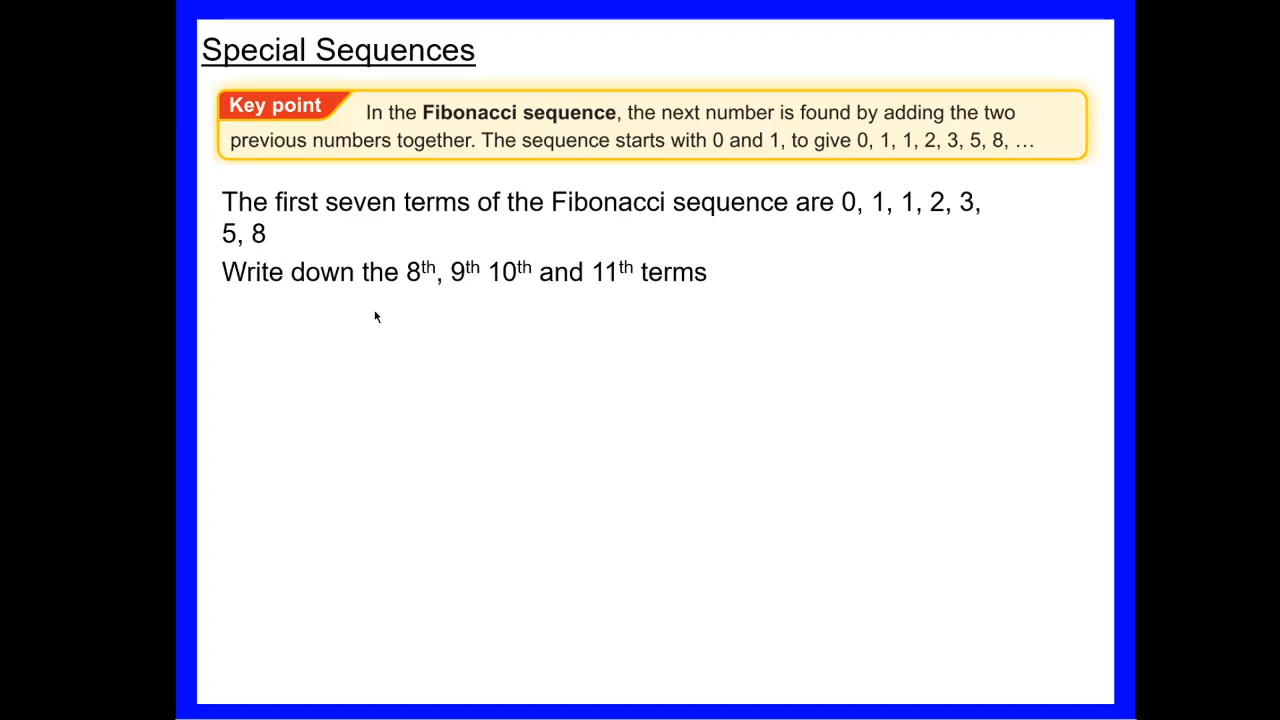 Special Sequences
Key point
In the Fibonacci sequence, the next number is found by adding the two
previous numbers together. The sequence starts with 0 and 1, to give 0, 1, 1, 2, 3, 5, 8, …
The first seven terms of the Fibonacci sequence are 0, 1, 1, 2, 3,
5, 8
Write down the 8th, 9th 10th and 11th terms